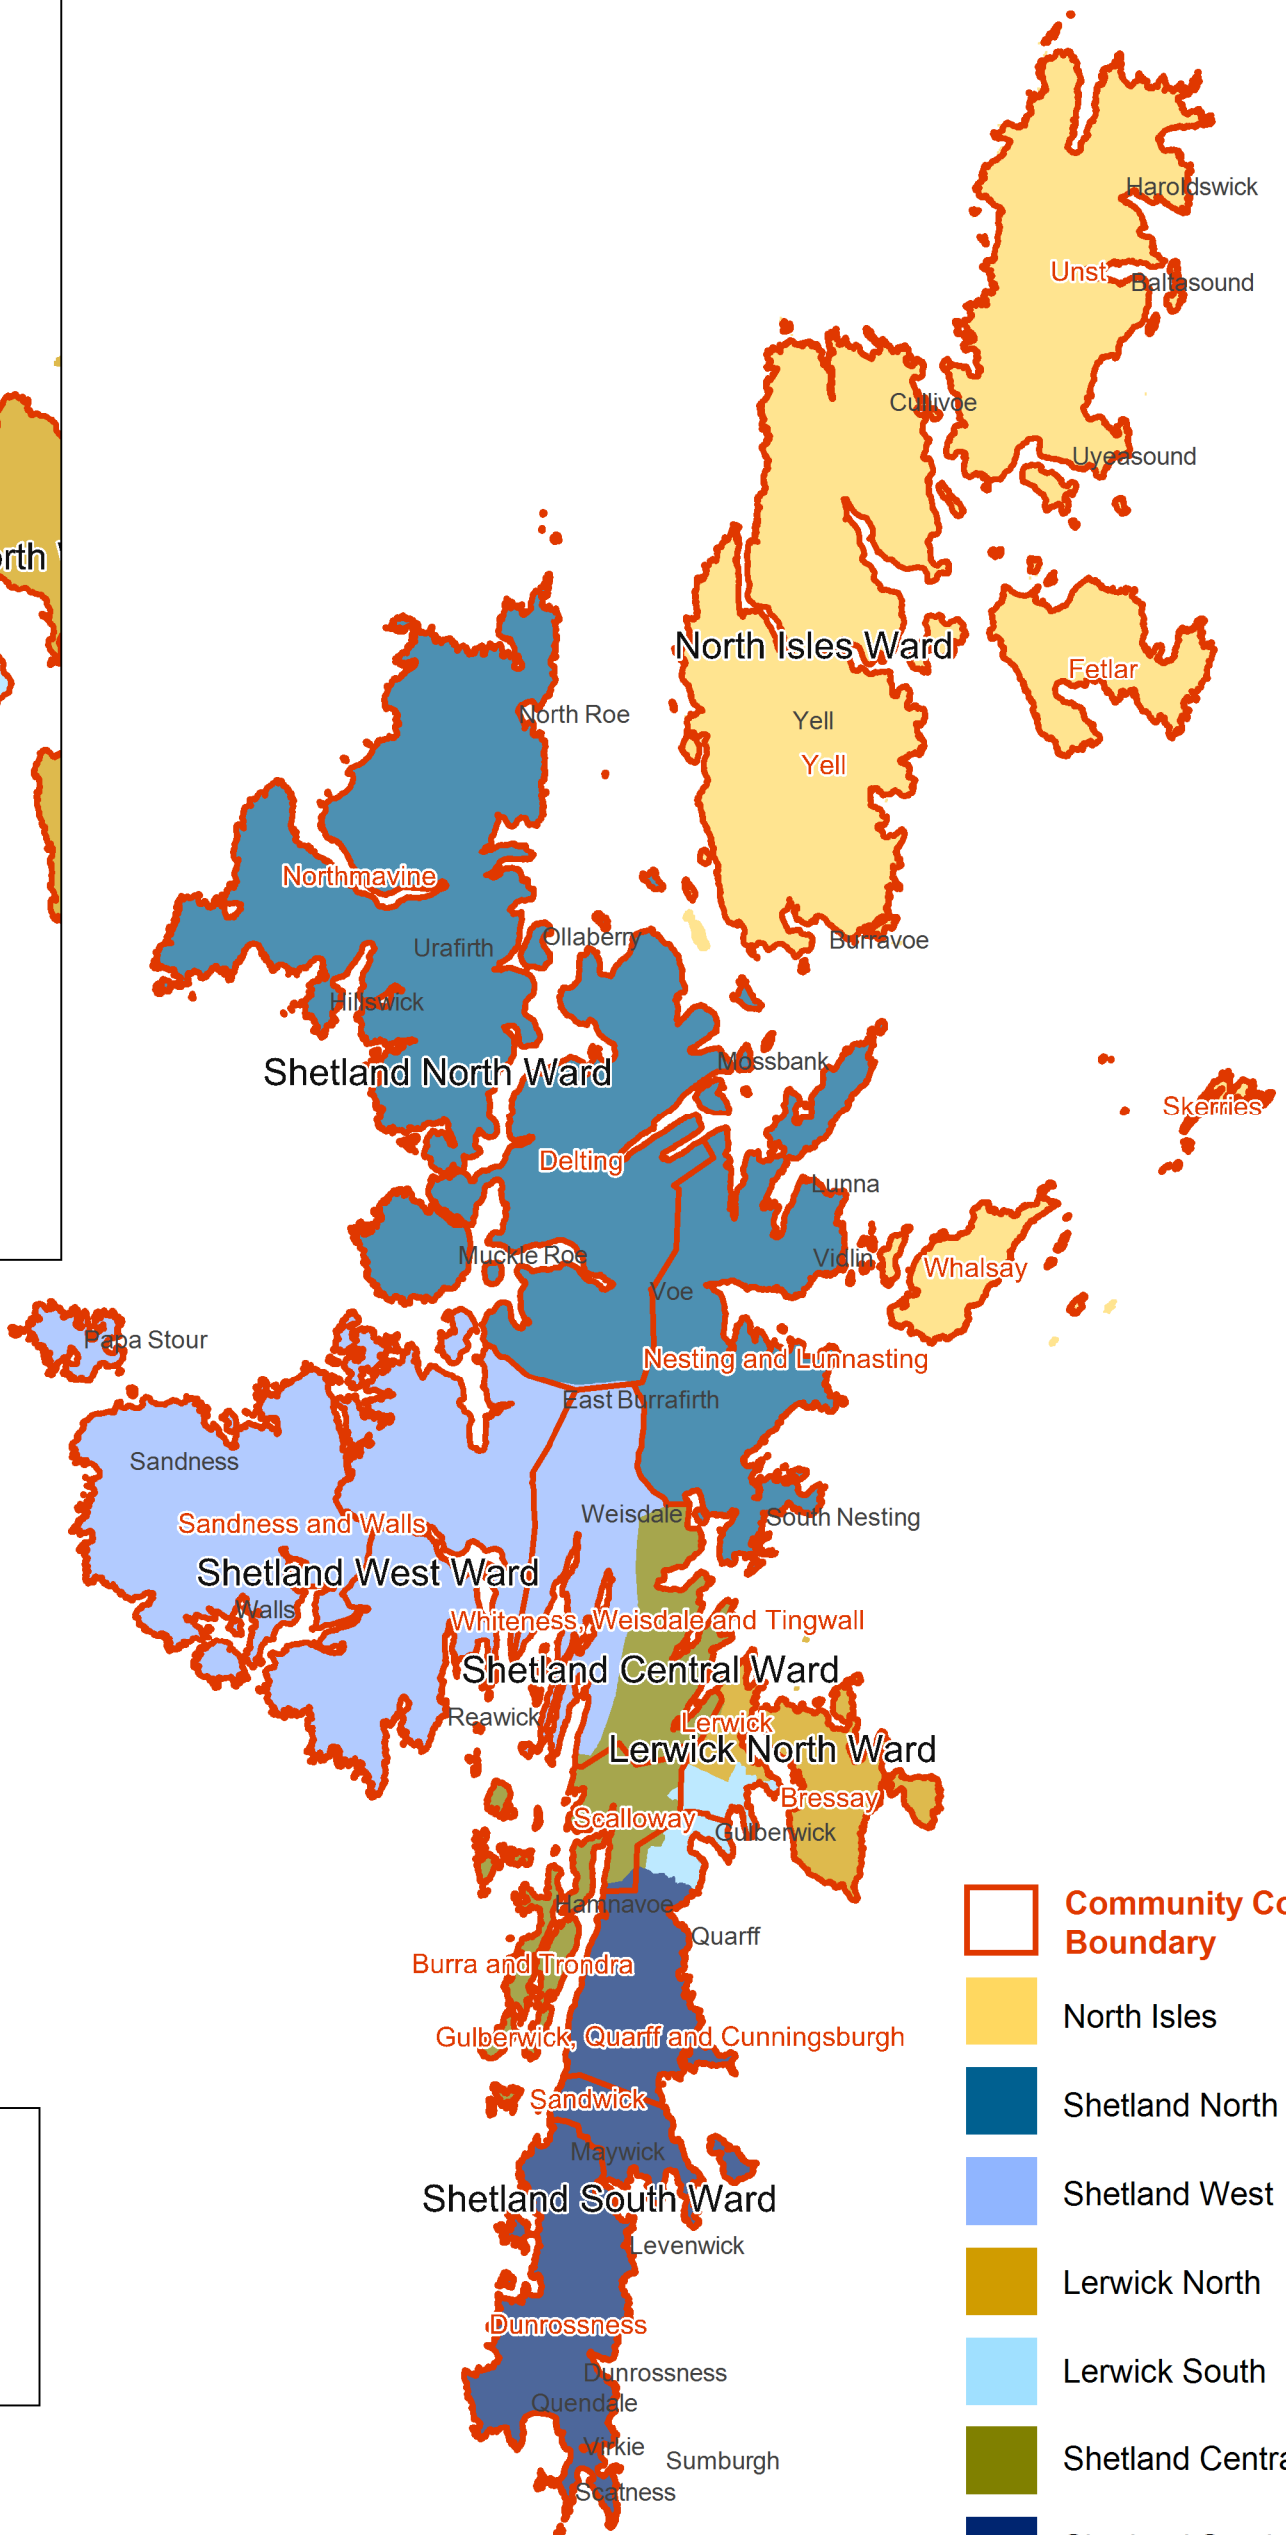 Haroldswick
Unst
Baltasound
Cullivoe
Uyeasound
North Isles Ward
Fetlar
North Roe
Yell
Yell
Northmavine
Ollaberry
Burravoe
Urafirth
Hillswick
Mossbank
Shetland North Ward
Skerries
Delting
Lunna
Muckle Roe
Vidlin
Whalsay
Voe
Papa Stour
Nesting and Lunnasting
East Burrafirth
Sandness
Weisdale
South Nesting
Sandness and Walls
Shetland West Ward
Walls
Whiteness, Weisdale and Tingwall
Shetland Central Ward
Reawick
Lerwick
Lerwick North Ward
Bressay
Scalloway
Gulberwick
Hamnavoe
Quarff
Burra and Trondra
Gulberwick, Quarff and Cunningsburgh
Sandwick
Maywick
Shetland South Ward
Levenwick
Dunrossness
Dunrossness
Quendale
Virkie
Sumburgh
Scatness
Community
Boundary
North Isles
Shetland North
Shetland West
Lerwick North
Lerwick South
Shetland